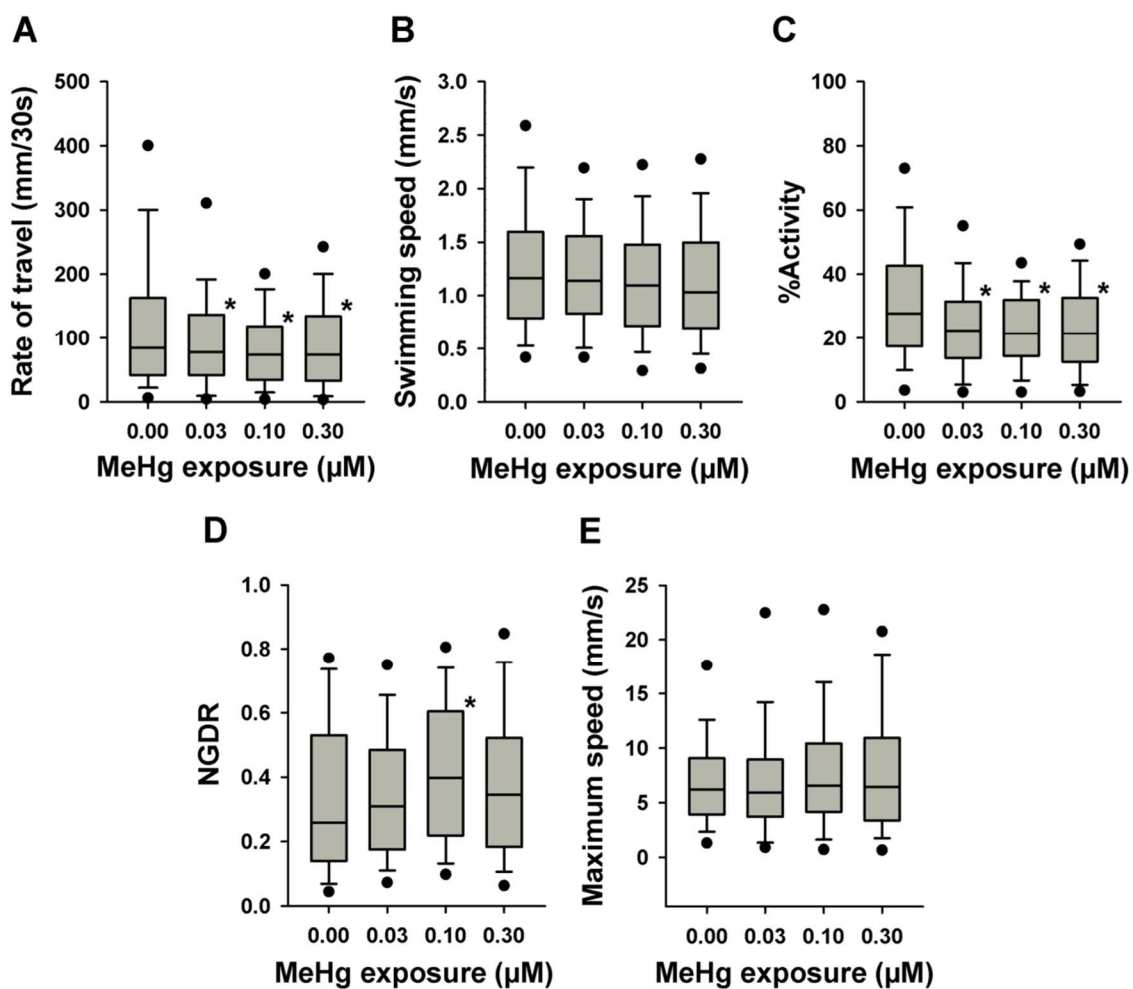 A
B
C
Rate of travel (mm/30s)
500
400
300
200
100
0
*
*
*
0.00 0.03 0.10 0.30
MeHg exposure (µM)
Swimming speed (mm/s)
3.0
2.5
2.0
1.5
1.0
0.5
0.0
0.00 0.03 0.10 0.30
MeHg exposure (µM)
%Activity
100
80
60
40
20
0
*
*
*
0.00 0.03 0.10 0.30
MeHg exposure (µM)
D
E
NGDR
1.0
0.8
0.6
0.4
0.2
0.0
*
0.00 0.03 0.10 0.30
MeHg exposure (µM)
Maximum speed (mm/s)
25
20
15
10
5
0
0.00 0.03 0.10 0.30
MeHg exposure (µM)